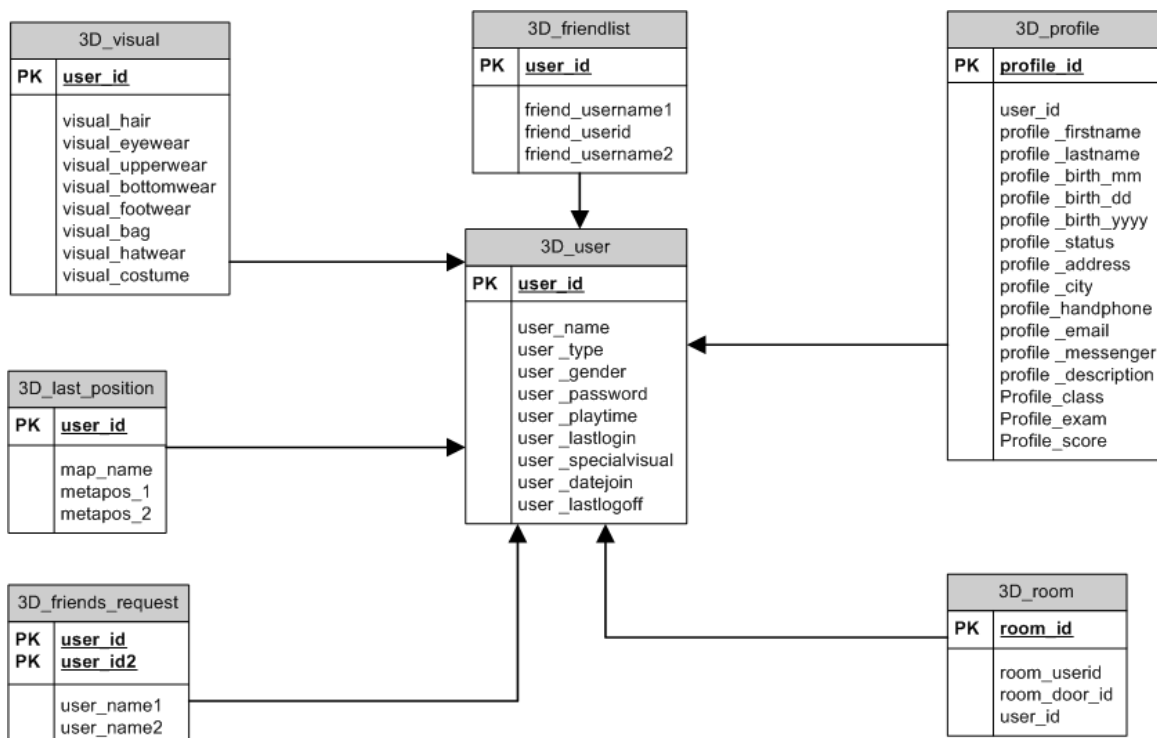 3D_visual
PK user_id
visual_hair
visual_eyewear
visual_upperwear
visual_bottomwear
visual_footwear
visual_bag
visual_hatwear
visual_costume
3D_friendlist
PK user_id
friend_username1
friend_userid
friend_username2
3D_profile
PK profile_id
user_id
profile _firstname
profile _lastname
profile _birth_mm
profile _birth_dd
profile _birth_yyyy
profile _status
profile _address
profile _city
profile_handphone
profile _email
profile _messenger
profile _description
Profile_class
Profile_exam
Profile_score
3D_user
PK user_id
user_name
user _type
user _gender
user _password
user _playtime
user _lastlogin
user _specialvisual
user _datejoin
user _lastlogoff
3D_last_position
PK user_id
map_name
metapos_1
metapos_2
3D_friends_request
PK user_id
PK user_id2
user_name1
user_name2
3D_room
PK room_id
room_userid
room_door_id
user_id